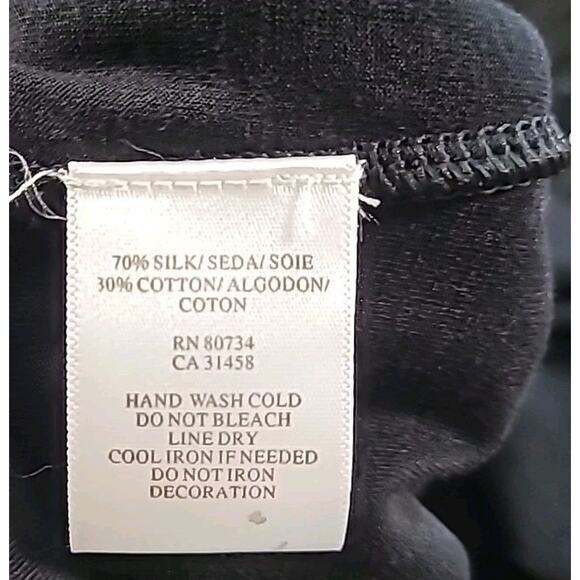 70% SILK/ SEDA/ SOIE
30% COTTON/ ALGODON/
COTON
RN 80734
CA 31458
HAND WASH COLD
DO NOT BLEACH
LINE DRY
COOL IRON IF NEEDED
DO NOT IRON
DECORATION